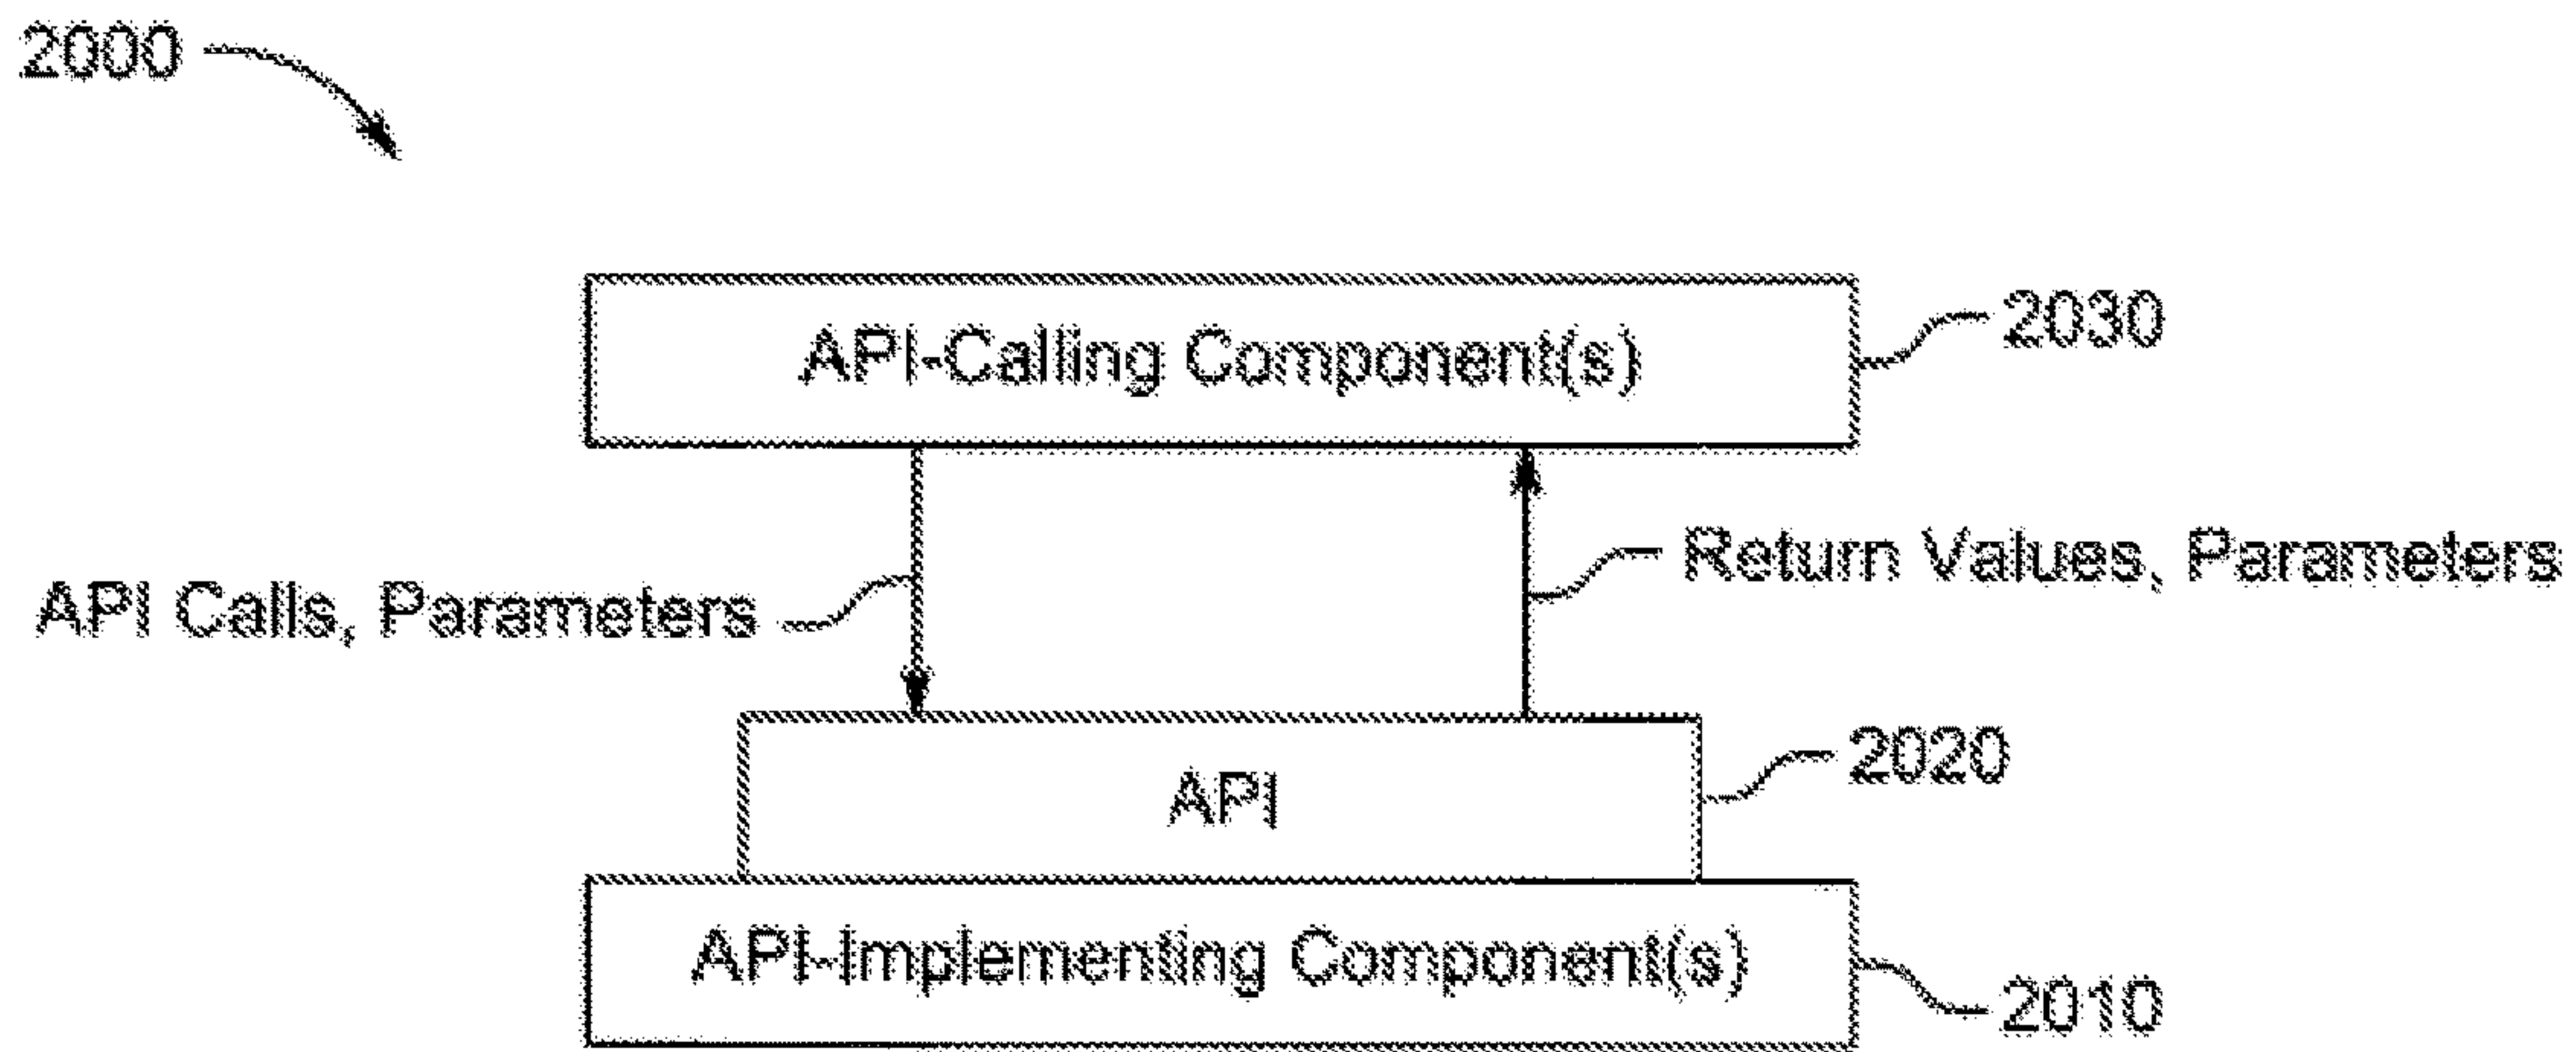 2000
API-Calling Component(s)
2030
API Calls, Parameters
Return Values, Parameters
API
2020
API-Implementing Component(s)
2010